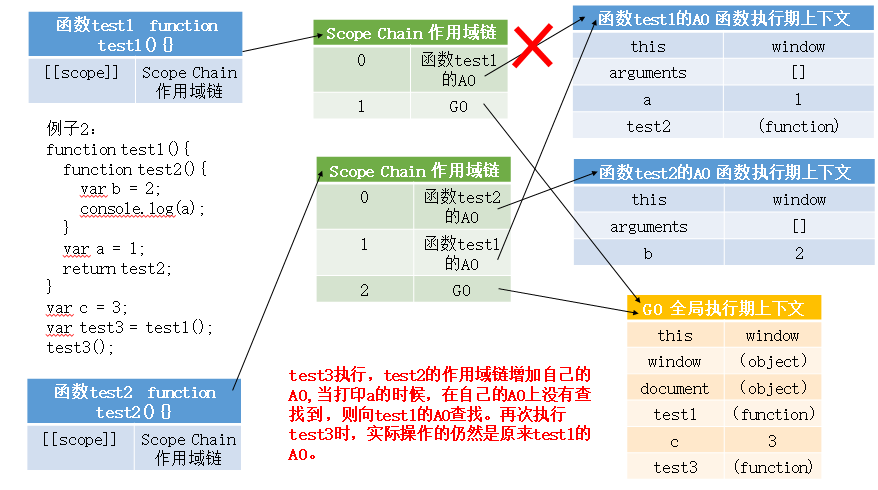 函数test1 function
test1(){}
[[scope]] Scope Chain
作用域链
例子2:
function test1(){
function test2(){
var b = 2;
console.log(a);
}
var a = 1;
return test2;
}
var c = 3;
var test3 = test1();
test3();
函数test2 function
test2(){}
[[scope]] Scope Chain
作用域链
Scope Chain 作用域链
0 函数test1
的AO
1 GO
Scope Chain 作用域链
0 函数test2
的AO
1 函数test1
的AO
2 GO
test3执行，test2的作用域链增加自己的
AO,当打印a的时候，在自己的AO上没有查
找到，则向test1的AO查找。再次执行
test3时，实际操作的仍然是原来test1的
AO。
函数test1的AO 函数执行期上下文
this window
arguments []
a 1
test2 (function)
函数test2的AO 函数执行期上下文
this window
arguments []
b 2
GO 全局执行期上下文
this window
window (object)
document (object)
test1 (function)
c 3
test3 (function)